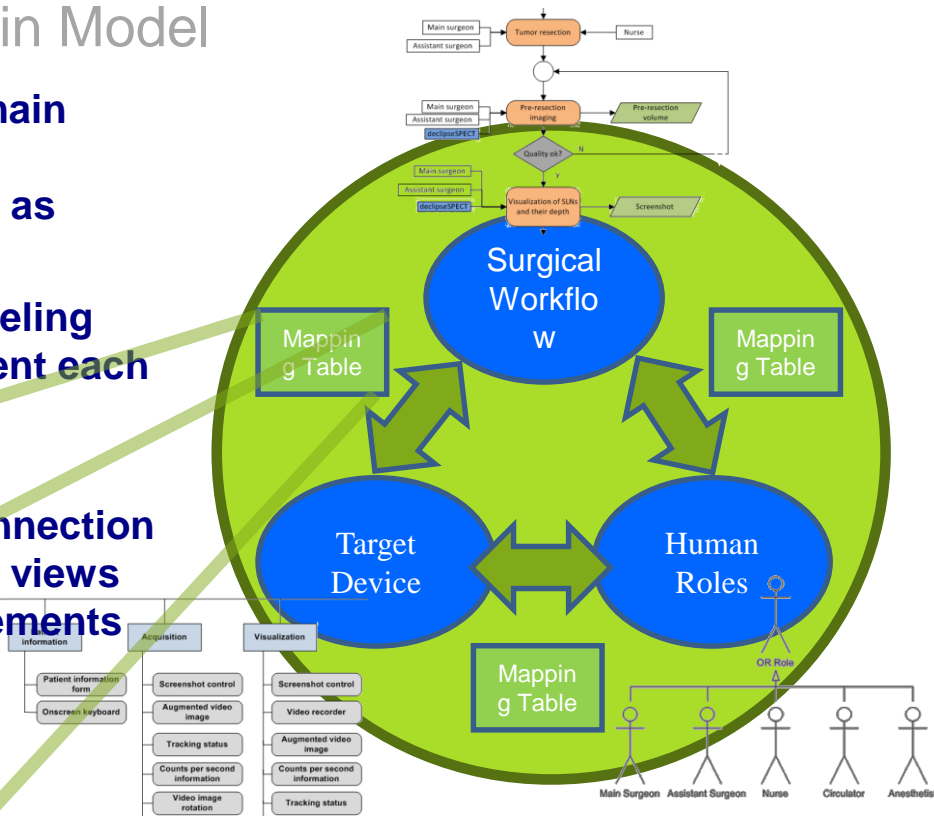 in Model
Main surgeon
Assistant surgeon
Tumor resection
Nurse
main
as
eling
ent each
nnection
views
ements
Main surgeon
Assistant surgeon
declipseSPECT
Pre-resection
imaging
Pre-resection
volume
Quality ok?
N
Y
Main surgeon
Assistant surgeon
declipseSPECT
Visualization of SLNs
and their depth
Screenshot
Surgical
Workflo
w
Mappin
g Table
Mappin
g Table
Target
Device
Human
Roles
Mappin
g Table
information
Patient information
form
Onscreen keyboard
Acquisition
Screenshot control
Augmented video
image
Tracking status
Counts per second
information
Video image
rotation
Visualization
Screenshot control
Video recorder
Augmented video
image
Counts per second
information
Tracking status
OR Role
Main Surgeon
Assistant Surgeon
Nurse
Circulator
Anesthetis